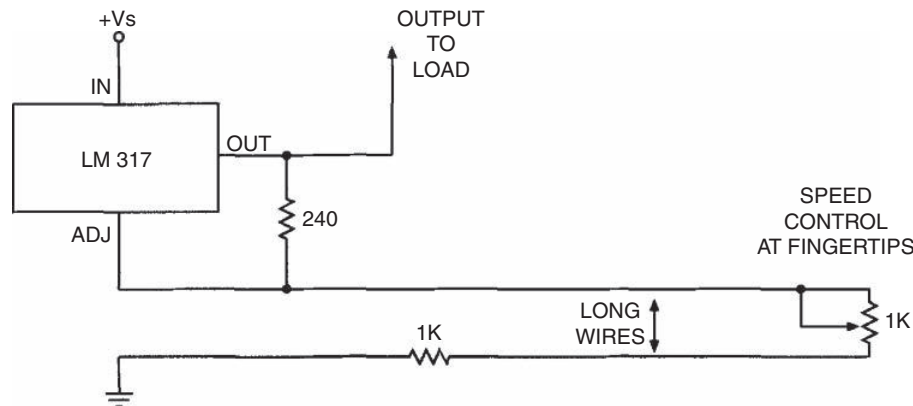 +Vs
OUTPUT
TO
LOAD
IN
LM 317
OUT
240
ADJ
SPEED
CONTROL
AT FINGERTIPS
1K
LONG
WIRES
1K